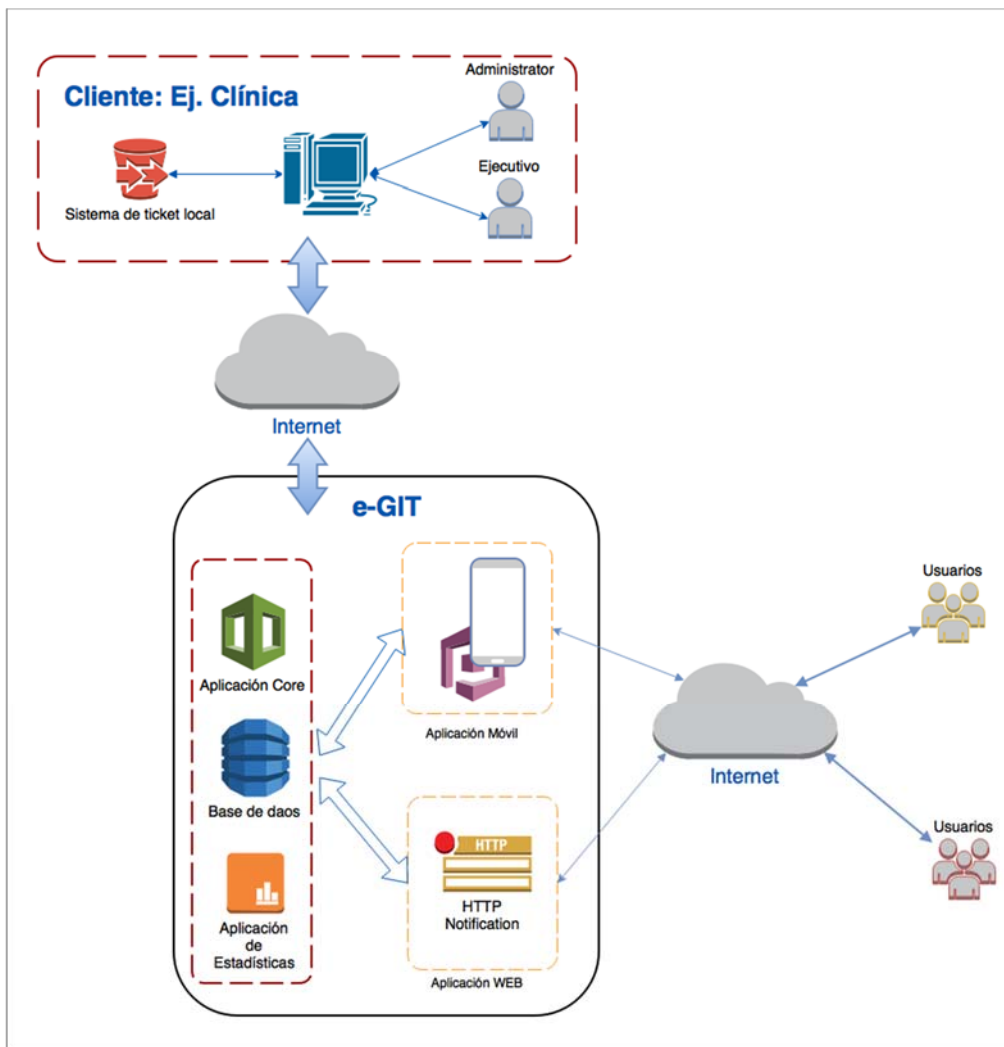 Administrator
Cliente: Ej. Clínica
Ejecutivo
Sistema de ticket local
Internet
e-GIT
Usuarios
Aplicación Core
Aplicación Móvil
Internet
Base de daos
Usuarios
HTTP
HTTP
Notification
Aplicación
de
Estadísticas
Aplicación WEB